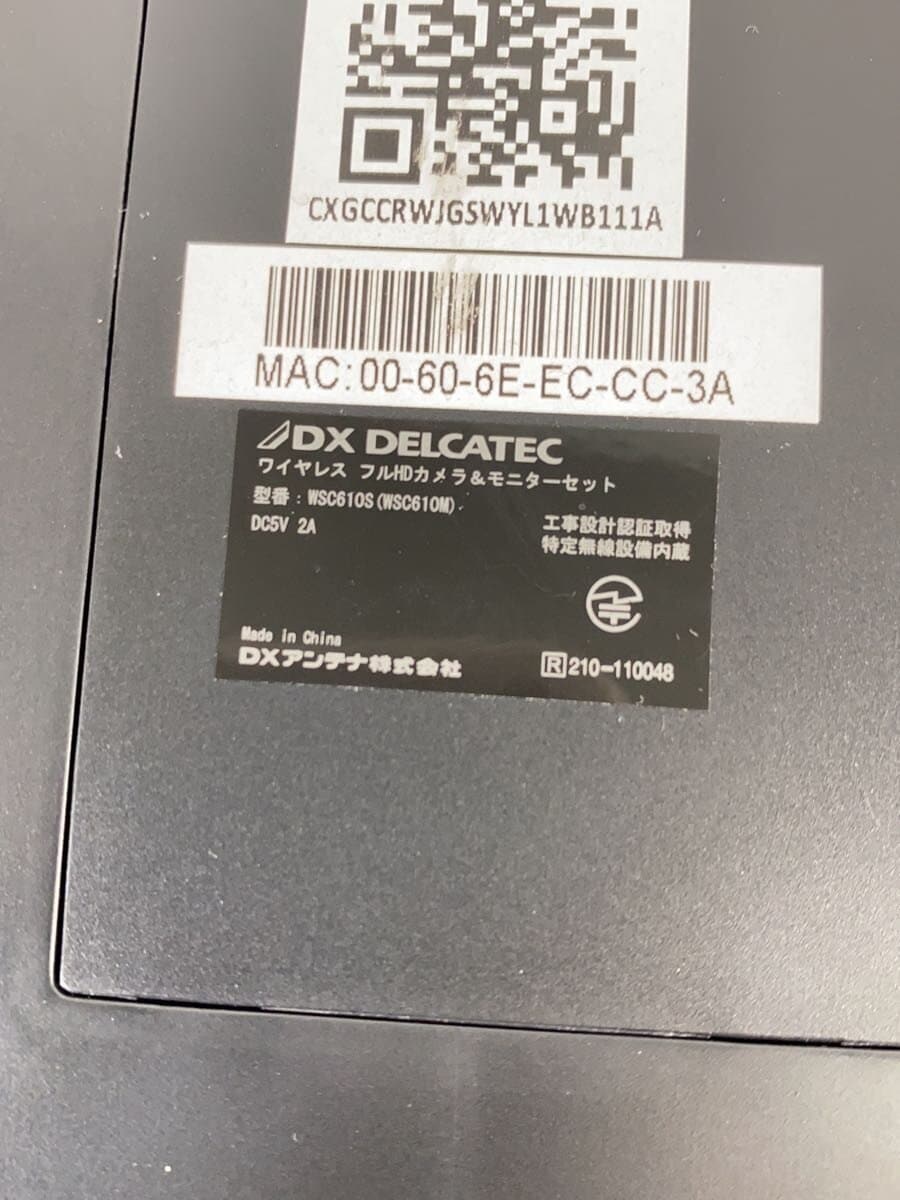 CXGCCRWJGSWYL1WB111A
MAC:00-60-6E-EC-CC-3A
DX DELCATEC
ワイヤレス フルHDカメラ&モニターセット
型番:WSC610S(WSC610M)
DC5V 2A
工事設計認証取得
特定無線設備内蔵
Made in China
DXアンテナ株式会社
R 210-110048